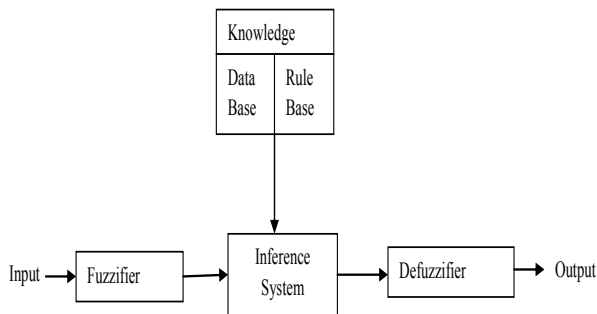 Knowledge
Data Base
Rule Base
Input
Fuzzifier
Inference
System
Defuzzifier
Output